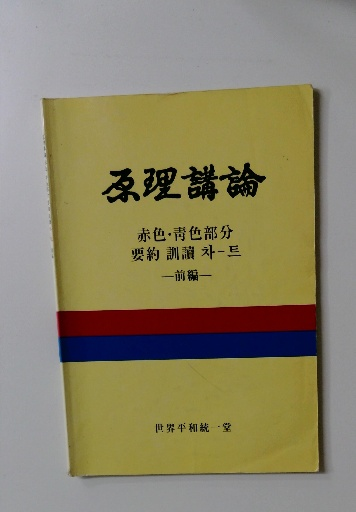 原理講論
赤色·靑色部分
要約 訓讀 차-트
—前編—
世界平和統一堂